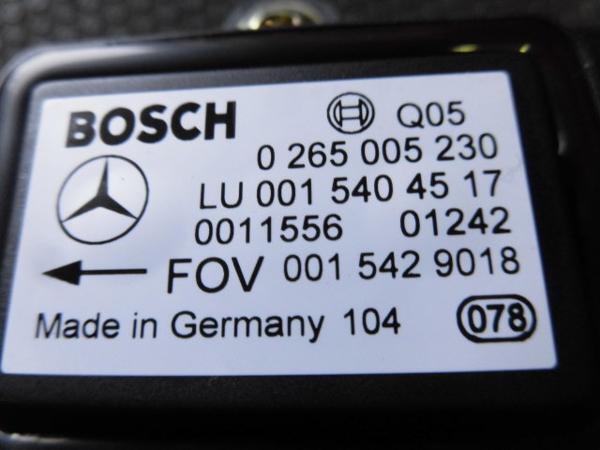 BOSCH Q05
0 265 005 230
LU 001 540 45 17
0011556 01242
FOV 001 542 9018
Made in Germany 104 078